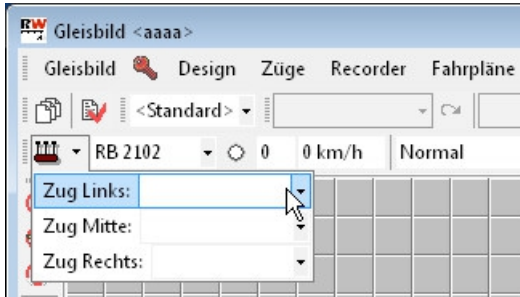 RW Gleisbild <aaaa>
Gleisbild Design Züge Recorder Fahrpläne
<Standard>
RB 2102 0 0 km/h Normal
Zug Links:
Zug Mitte:
Zug Rechts: